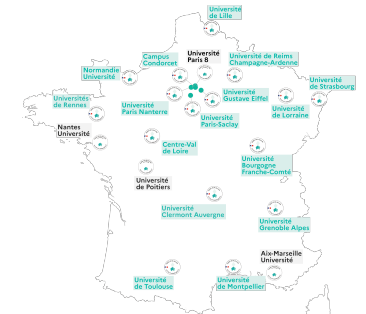 Université
de Lille
Campus
Condorcet
Université
Paris 8
Université de Reims
Champagne-Ardenne
Normandie
Université
Université
de Strasbourg
Universités
de Rennes
Université
Paris Nanterre
Université
Gustave Eiffel
Université
de Lorraine
Université
Paris-Saclay
Nantes
Université
Centre-Val
de Loire
Université
Bourgogne
Franche-Comté
Université
de Poitiers
Université
Clermont Auvergne
Université
Grenoble Alpes
Aix-Marseille
Université
Université
de Toulouse
Université
de Montpellier